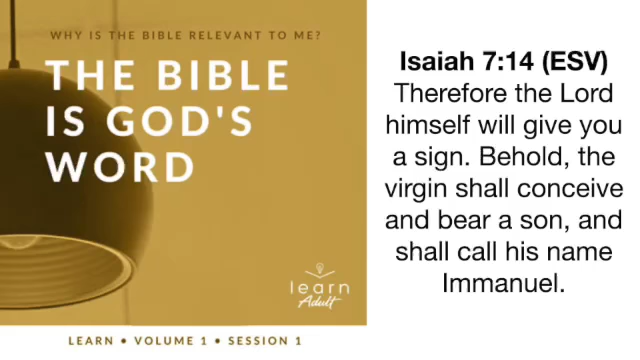 WHY IS THE BIBLE RELEVANT TO ME?
THE BIBLE
IS GOD'S
WORD
learn
Adult
LEARN • VOLUME 1 • SESSION 1
Isaiah 7:14 (ESV)
Therefore the Lord
himself will give you
a sign. Behold, the
virgin shall conceive
and bear a son, and
shall call his name
Immanuel.